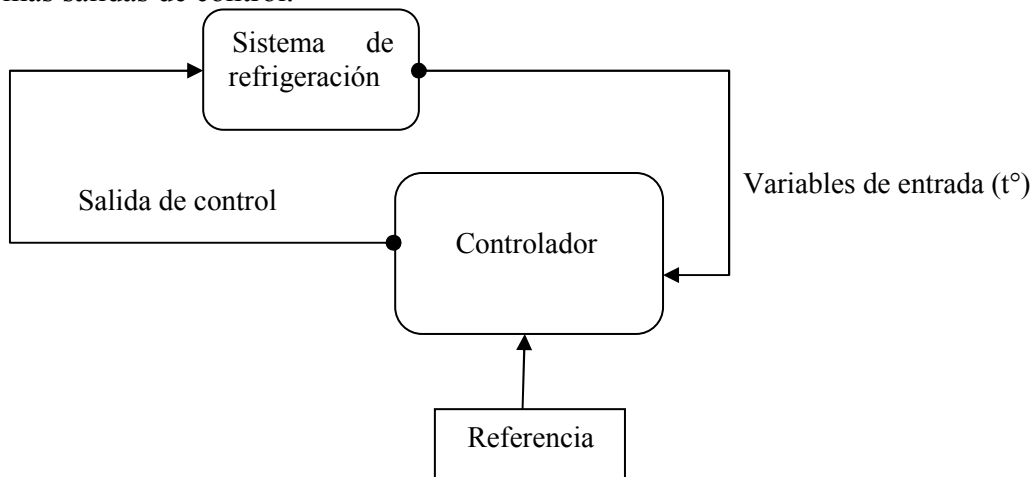 mas salidas de control.
Sistema de
refrigeración
Variables de entrada (t°)
Salida de control
Controlador
Referencia